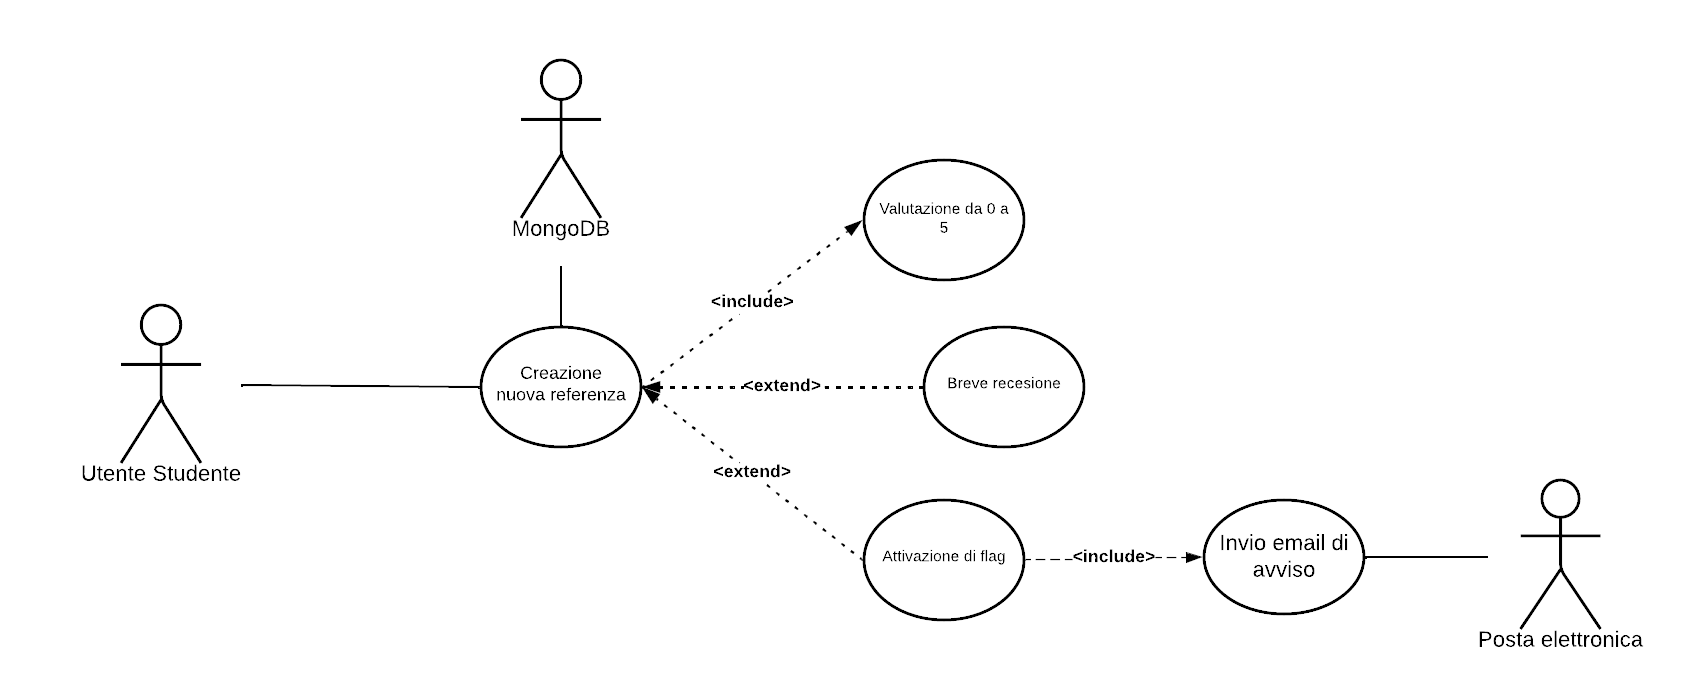 MongoDB
Valutazione da 0 a
5
<include>
Creazione
nuova referenza
<extend>
Breve recesione
Utente Studente
<extend>
Attivazione di flag
<include>
Invio email di
avviso
Posta elettronica